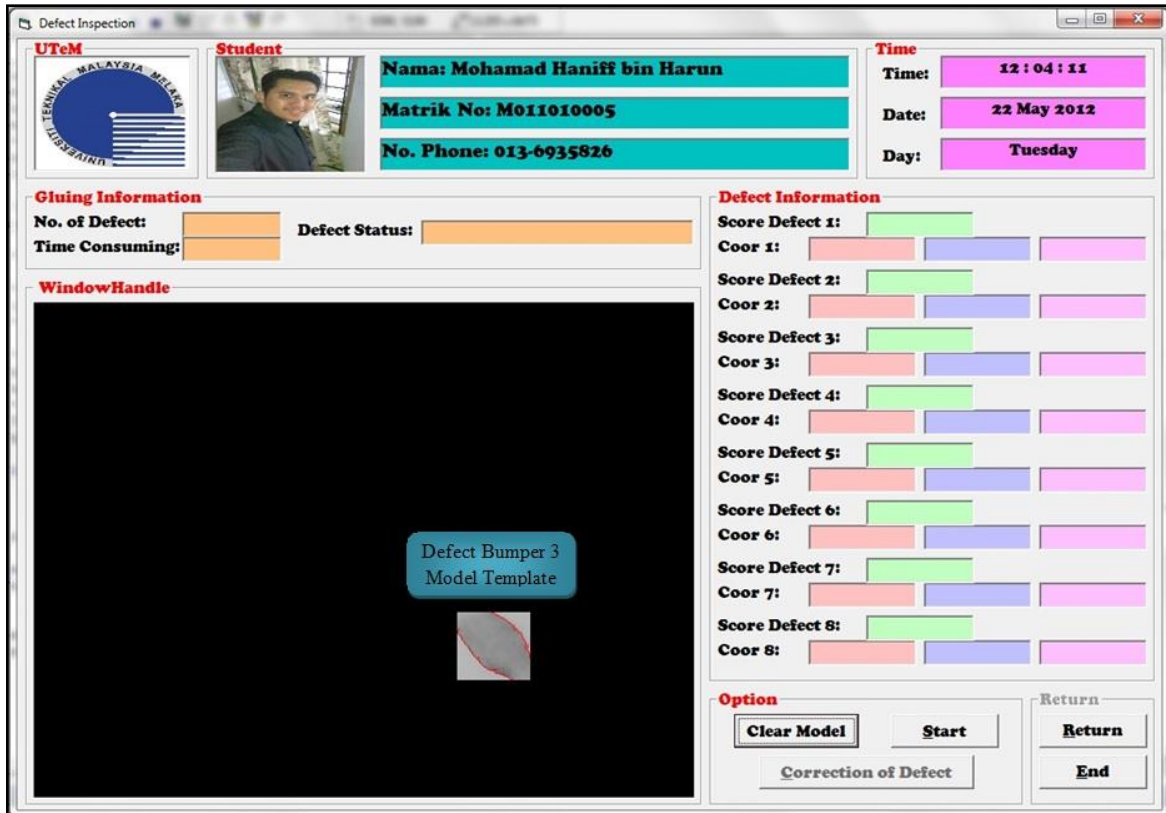 Defect Inspection
UTeM
UNIVERSITI TEKNIKAL MALAYSIA MELAKA
Student
Nama: Mohamad Haniff bin Harun
Matrik No: M011010005
No. Phone: 013-6935826
Time
Time: 12 : 04 : 11
Date: 22 May 2012
Day: Tuesday
Gluing Information
No. of Defect:
Time Consuming:
Defect Status:
WindowHandle
Defect Bumper 3
Model Template
Defect Information
Score Defect 1:
Coor 1:
Score Defect 2:
Coor 2:
Score Defect 3:
Coor 3:
Score Defect 4:
Coor 4:
Score Defect 5:
Coor 5:
Score Defect 6:
Coor 6:
Score Defect 7:
Coor 7:
Score Defect 8:
Coor 8:
Option
Clear Model
Start
Correction of Defect
Return
Return
End